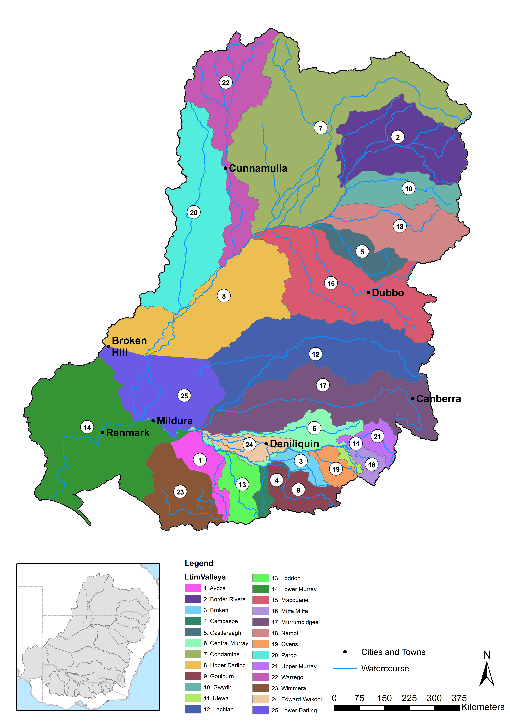 22
7
2
Cunnamulla
10
20
18
5
15
Dubbo
8
Broken
Hill
12
17
25
Canberra
14
Mildura
Renmark
6
21
24
Deniliquin
11
1
3
16
19
23
13
4
9
Legend
LtimValleys
1 Avoca
2 Border Rivers
3 Broken
4 Campaspe
5 Castlereagh
6 Central Murray
7 Condamine
8 Upper Darling
9 Goulburn
10 Gwydir
11 Kiewa
12 Lachlan
13 Loddon
14 Lower Murray
15 Macquarie
16 Mitta Mitta
17 Murrumbidgee
18 Namoi
19 Ovens
20 Paroo
21 Upper Murray
22 Warrego
23 Wimmera
24 Edward Wakool
25 Lower Darling
Cities and Towns
Watercourse
N
0 75 150 225 300 375
Kilometers